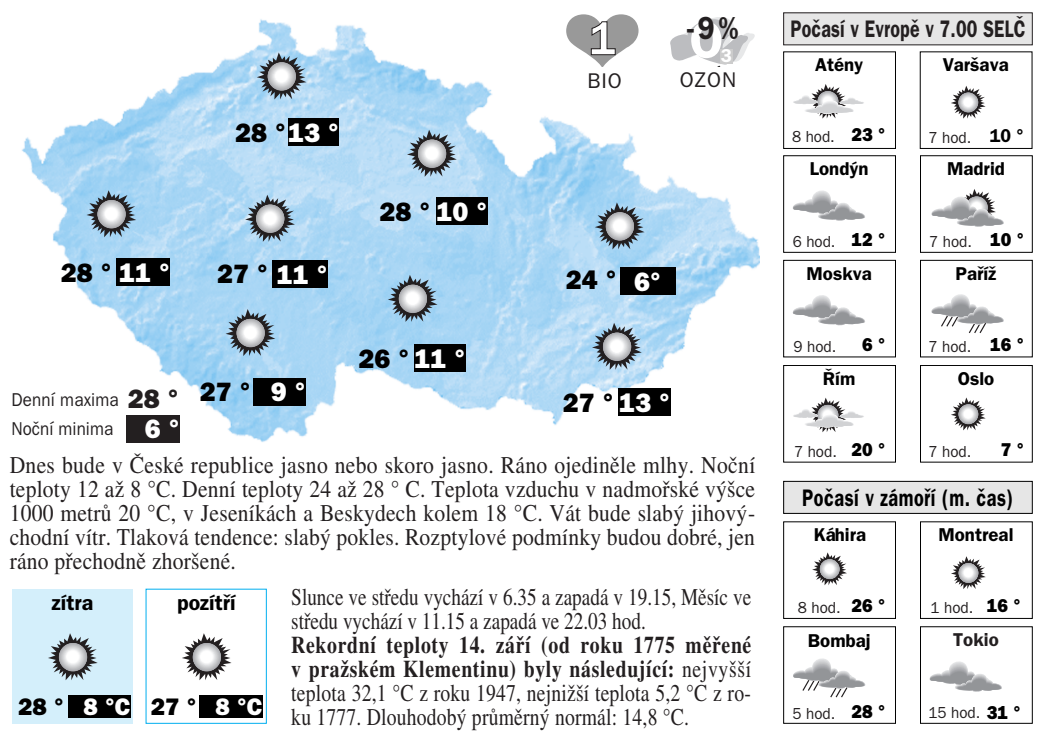 1
BIO
-9%
O3
OZON
28 ° 13 °
28 ° 10 °
28 ° 11 °
27 ° 11 °
24 ° 6°
26 ° 11 °
27 ° 9 °
27 ° 13 °
Denní maxima 28 °
Noční minima 6 °
Dnes bude v České republice jasno nebo skoro jasno. Ráno ojediněle mlhy. Noční
teploty 12 až 8 °C. Denní teploty 24 až 28 ° C. Teplota vzduchu v nadmořské výšce
1000 metrů 20 °C, v Jeseníkách a Beskydech kolem 18 °C. Vát bude slabý jihový-
chodní vítr. Tlaková tendence: slabý pokles. Rozptylové podmínky budou dobré, jen
ráno přechodně zhoršené.
zítra
28 ° 8 °C
pozítří
27 ° 8 °C
Slunce ve středu vychází v 6.35 a zapadá v 19.15, Měsíc ve
středu vychází v 11.15 a zapadá ve 22.03 hod.
Rekordní teploty 14. září (od roku 1775 měřené
v pražském Klementinu) byly následující: nejvyšší
teplota 32,1 °C z roku 1947, nejnižší teplota 5,2 °C z ro-
ku 1777. Dlouhodobý průměrný normál: 14,8 °C.
Počasí v Evropě v 7.00 SELČ
Atény
8 hod. 23 °
Varšava
7 hod. 10 °
Londýn
6 hod. 12 °
Madrid
7 hod. 10 °
Moskva
9 hod. 6 °
Paříž
7 hod. 16 °
Řím
7 hod. 20 °
Oslo
7 hod. 7 °
Počasí v zámoří (m. čas)
Káhira
8 hod. 26 °
Montreal
1 hod. 16 °
Bombaj
5 hod. 28 °
Tokio
15 hod. 31 °